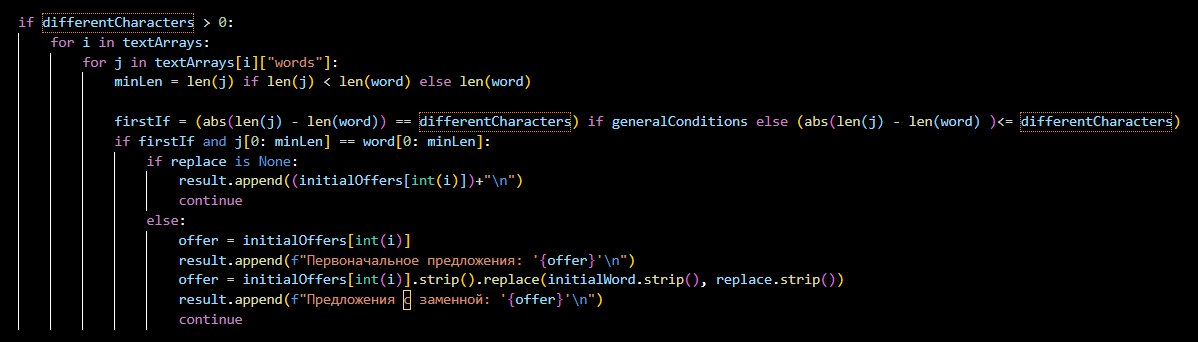 if differentCharacters > 0:
    for i in textArrays:
        for j in textArrays[i]["words"]:
            minLen = len(j) if len(j) < len(word) else len(word)

            firstIf = (abs(len(j) - len(word)) == differentCharacters) if generalConditions else (abs(len(j) - len(word) )<= differentCharacters)
            if firstIf and j[0: minLen] == word[0: minLen]:
                if replace is None:
                    result.append((initialOffers[int(i)])+"\n")
                    continue
                else:
                    offer = initialOffers[int(i)]
                    result.append(f"Первоначальное предложения: '{offer}'\n")
                    offer = initialOffers[int(i)].strip().replace(initialWord.strip(), replace.strip())
                    result.append(f"Предложения с заменной: '{offer}'\n")
                    continue